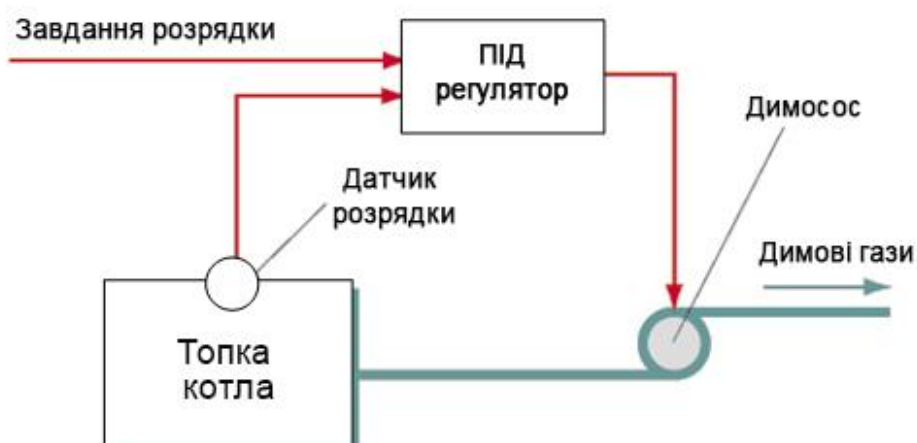 Завдання розрядки
ПІД
регулятор
Димосос
Датчик
розрядки
Димові гази
Топка
котла